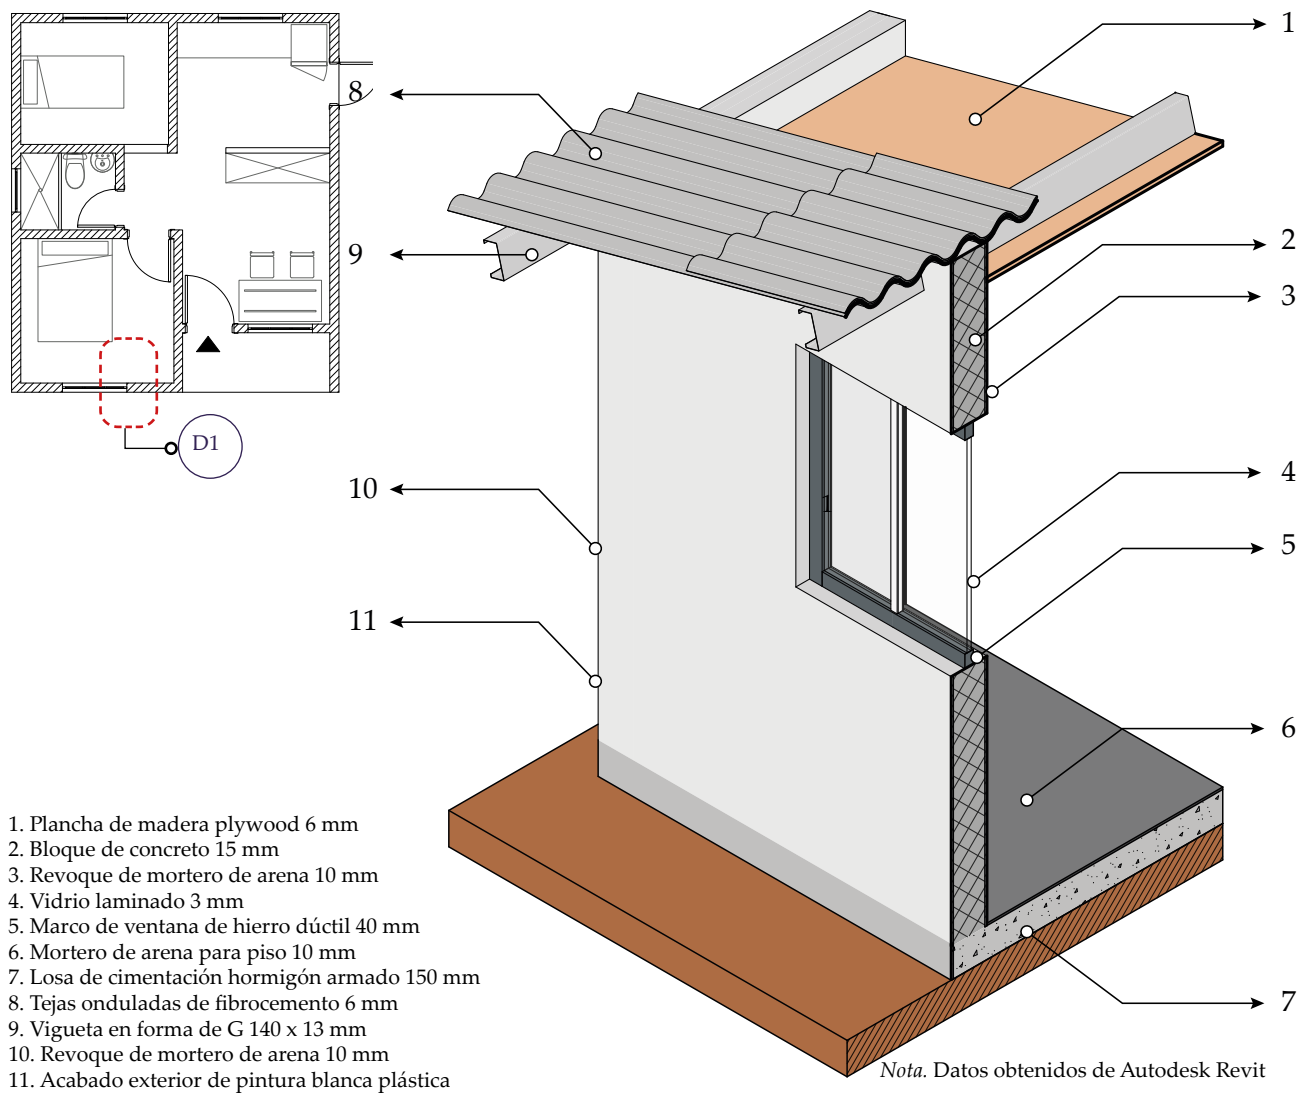 1
8
2
9
3
D1
4
10
5
11
6
7
1. Plancha de madera plywood 6 mm
2. Bloque de concreto 15 mm
3. Revoque de mortero de arena 10 mm
4. Vidrio laminado 3 mm
5. Marco de ventana de hierro dúctil 40 mm
6. Mortero de arena para piso 10 mm
7. Losa de cimentación hormigón armado 150 mm
8. Tejas onduladas de fibrocemento 6 mm
9. Vigueta en forma de G 140 x 13 mm
10. Revoque de mortero de arena 10 mm
11. Acabado exterior de pintura blanca plástica
Nota. Datos obtenidos de Autodesk Revit